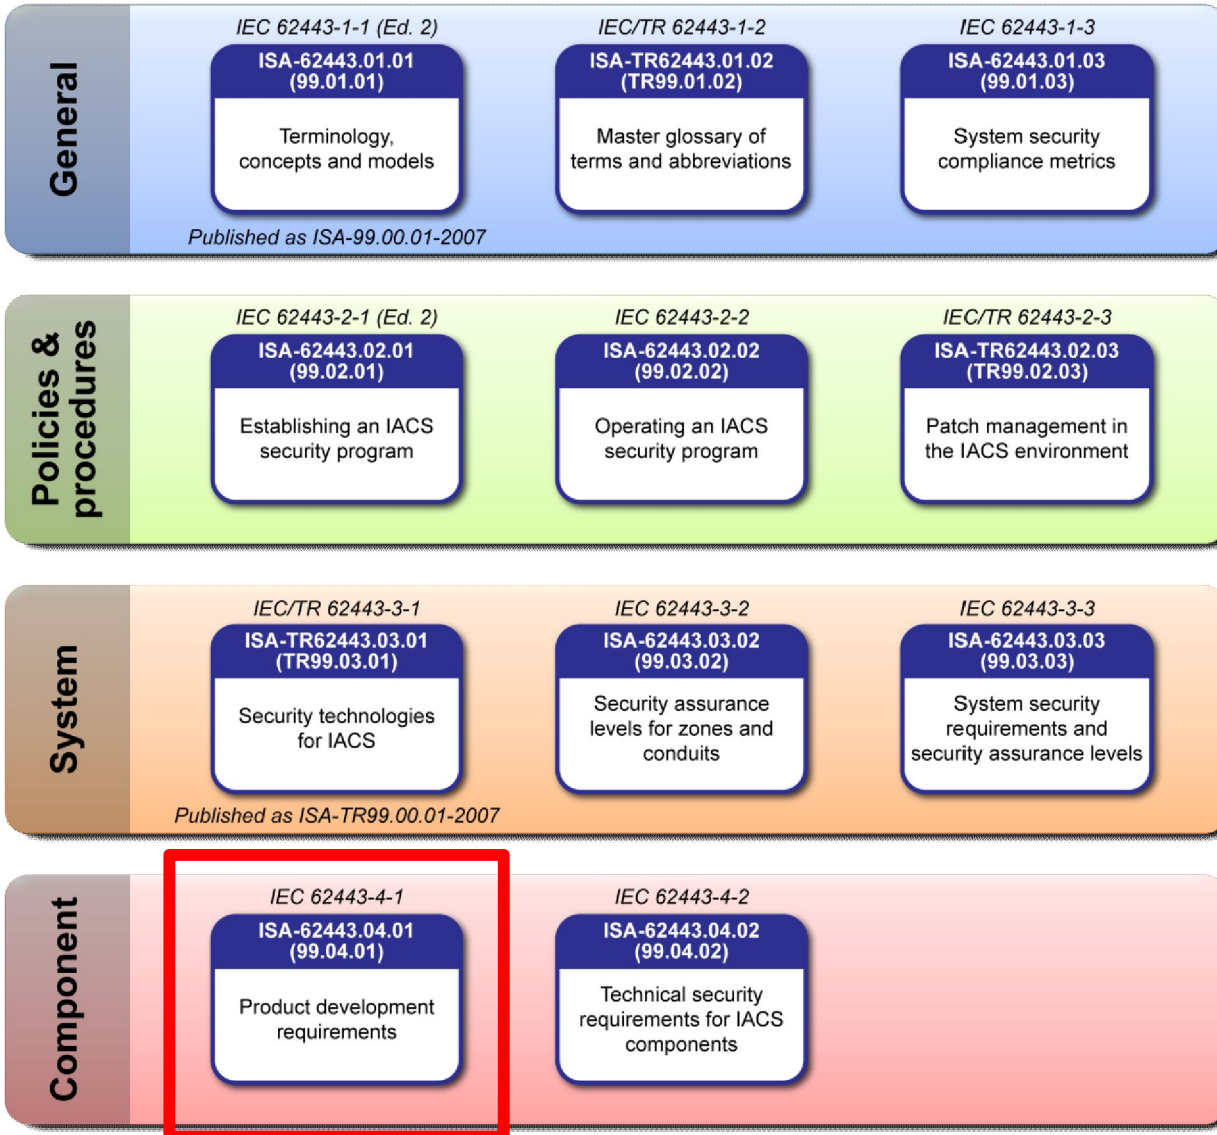 General
IEC 62443-1-1 (Ed. 2)
ISA-62443.01.01
(99.01.01)
Terminology,
concepts and models
Published as ISA-99.00.01-2007
IEC/TR 62443-1-2
ISA-TR62443.01.02
(TR99.01.02)
Master glossary of
terms and abbreviations
IEC 62443-1-3
ISA-62443.01.03
(99.01.03)
System security
compliance metrics
Policies &
procedures
IEC 62443-2-1 (Ed. 2)
ISA-62443.02.01
(99.02.01)
Establishing an IACS
security program
IEC 62443-2-2
ISA-62443.02.02
(99.02.02)
Operating an IACS
security program
IEC/TR 62443-2-3
ISA-TR62443.02.03
(TR99.02.03)
Patch management in
the IACS environment
System
IEC/TR 62443-3-1
ISA-TR62443.03.01
(TR99.03.01)
Security technologies
for IACS
Published as ISA-TR99.00.01-2007
IEC 62443-3-2
ISA-62443.03.02
(99.03.02)
Security assurance
levels for zones and
conduits
IEC 62443-3-3
ISA-62443.03.03
(99.03.03)
System security
requirements and
security assurance levels
Component
IEC 62443-4-1
ISA-62443.04.01
(99.04.01)
Product development
requirements
IEC 62443-4-2
ISA-62443.04.02
(99.04.02)
Technical security
requirements for IACS
components